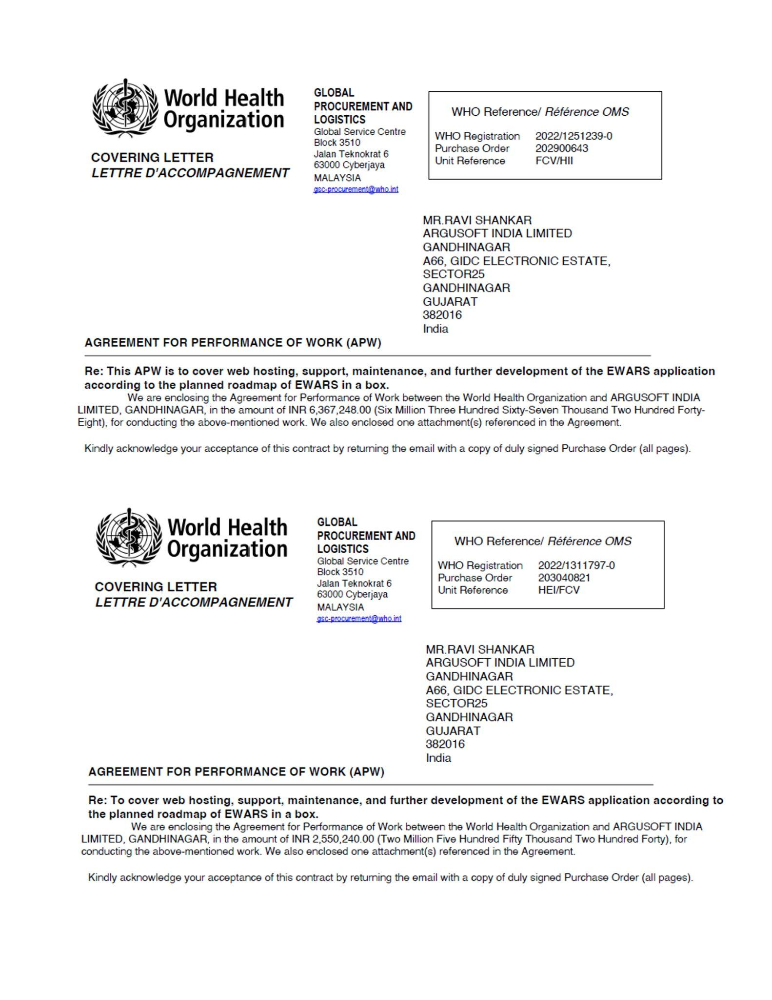 World Health
Organization
COVERING LETTER
LETTRE D'ACCOMPAGNEMENT
GLOBAL
PROCUREMENT AND
LOGISTICS
Global Service Centre
Block 3510
Jalan Teknokrat 6
63000 Cyberjaya
MALAYSIA
gsc-procurement@who.int
WHO Reference/ Référence OMS
WHO Registration 2022/1251239-0
Purchase Order 202900643
Unit Reference FCV/HII
MR.RAVI SHANKAR
ARGUSOFT INDIA LIMITED
GANDHINAGAR
A66, GIDC ELECTRONIC ESTATE,
SECTOR25
GANDHINAGAR
GUJARAT
382016
India
AGREEMENT FOR PERFORMANCE OF WORK (APW)
Re: This APW is to cover web hosting, support, maintenance, and further development of the EWARS application
according to the planned roadmap of EWARS in a box.
We are enclosing the Agreement for Performance of Work between the World Health Organization and ARGUSOFT INDIA
LIMITED, GANDHINAGAR, in the amount of INR 6,367,248.00 (Six Million Three Hundred Sixty-Seven Thousand Two Hundred Forty-
Eight), for conducting the above-mentioned work. We also enclosed one attachment(s) referenced in the Agreement.
Kindly acknowledge your acceptance of this contract by returning the email with a copy of duly signed Purchase Order (all pages).
World Health
Organization
COVERING LETTER
LETTRE D'ACCOMPAGNEMENT
GLOBAL
PROCUREMENT AND
LOGISTICS
Global Service Centre
Block 3510
Jalan Teknokrat 6
63000 Cyberjaya
MALAYSIA
gsc-procurement@who.int
WHO Reference/ Référence OMS
WHO Registration 2022/1311797-0
Purchase Order 203040821
Unit Reference HEI/FCV
MR.RAVI SHANKAR
ARGUSOFT INDIA LIMITED
GANDHINAGAR
A66, GIDC ELECTRONIC ESTATE,
SECTOR25
GANDHINAGAR
GUJARAT
382016
India
AGREEMENT FOR PERFORMANCE OF WORK (APW)
Re: To cover web hosting, support, maintenance, and further development of the EWARS application according to
the planned roadmap of EWARS in a box.
We are enclosing the Agreement for Performance of Work between the World Health Organization and ARGUSOFT INDIA
LIMITED, GANDHINAGAR, in the amount of INR 2,550,240.00 (Two Million Five Hundred Fifty Thousand Two Hundred Forty), for
conducting the above-mentioned work. We also enclosed one attachment(s) referenced in the Agreement.
Kindly acknowledge your acceptance of this contract by returning the email with a copy of duly signed Purchase Order (all pages).